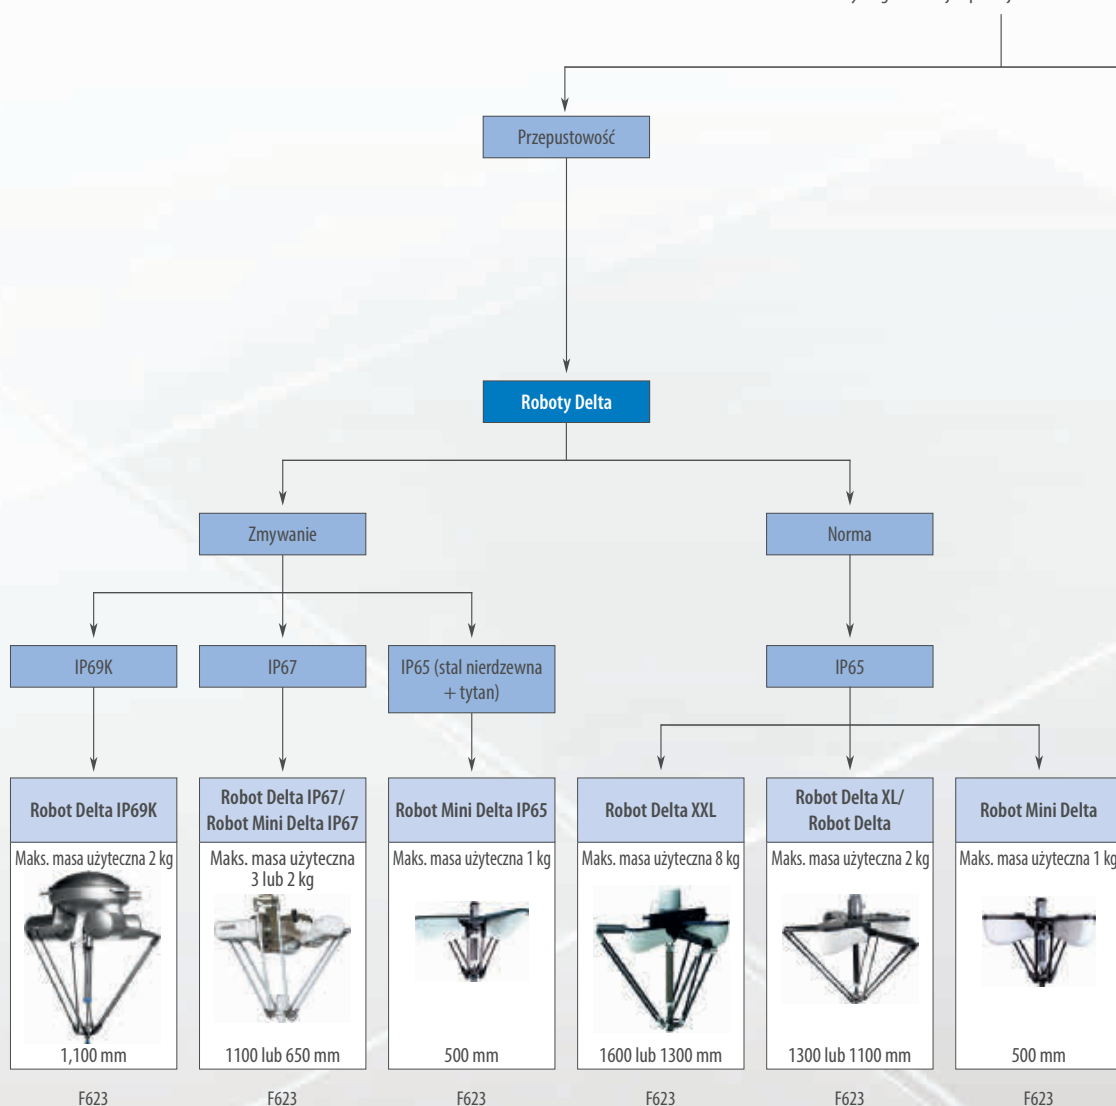 Przepustowość
Roboty Delta
Zmywanie
Norma
IP69K
IP67
IP65 (stal nierdzewna
+ tytan)
IP65
Robot Delta IP69K
Maks. masa użyteczna 2 kg
1,100 mm
F623
Robot Delta IP67/
Robot Mini Delta IP67
Maks. masa użyteczna
3 lub 2 kg
1100 lub 650 mm
F623
Robot Mini Delta IP65
Maks. masa użyteczna 1 kg
500 mm
F623
Robot Delta XXL
Maks. masa użyteczna 8 kg
1600 lub 1300 mm
F623
Robot Delta XL/
Robot Delta
Maks. masa użyteczna 2 kg
1300 lub 1100 mm
F623
Robot Mini Delta
Maks. masa użyteczna 1 kg
500 mm
F623